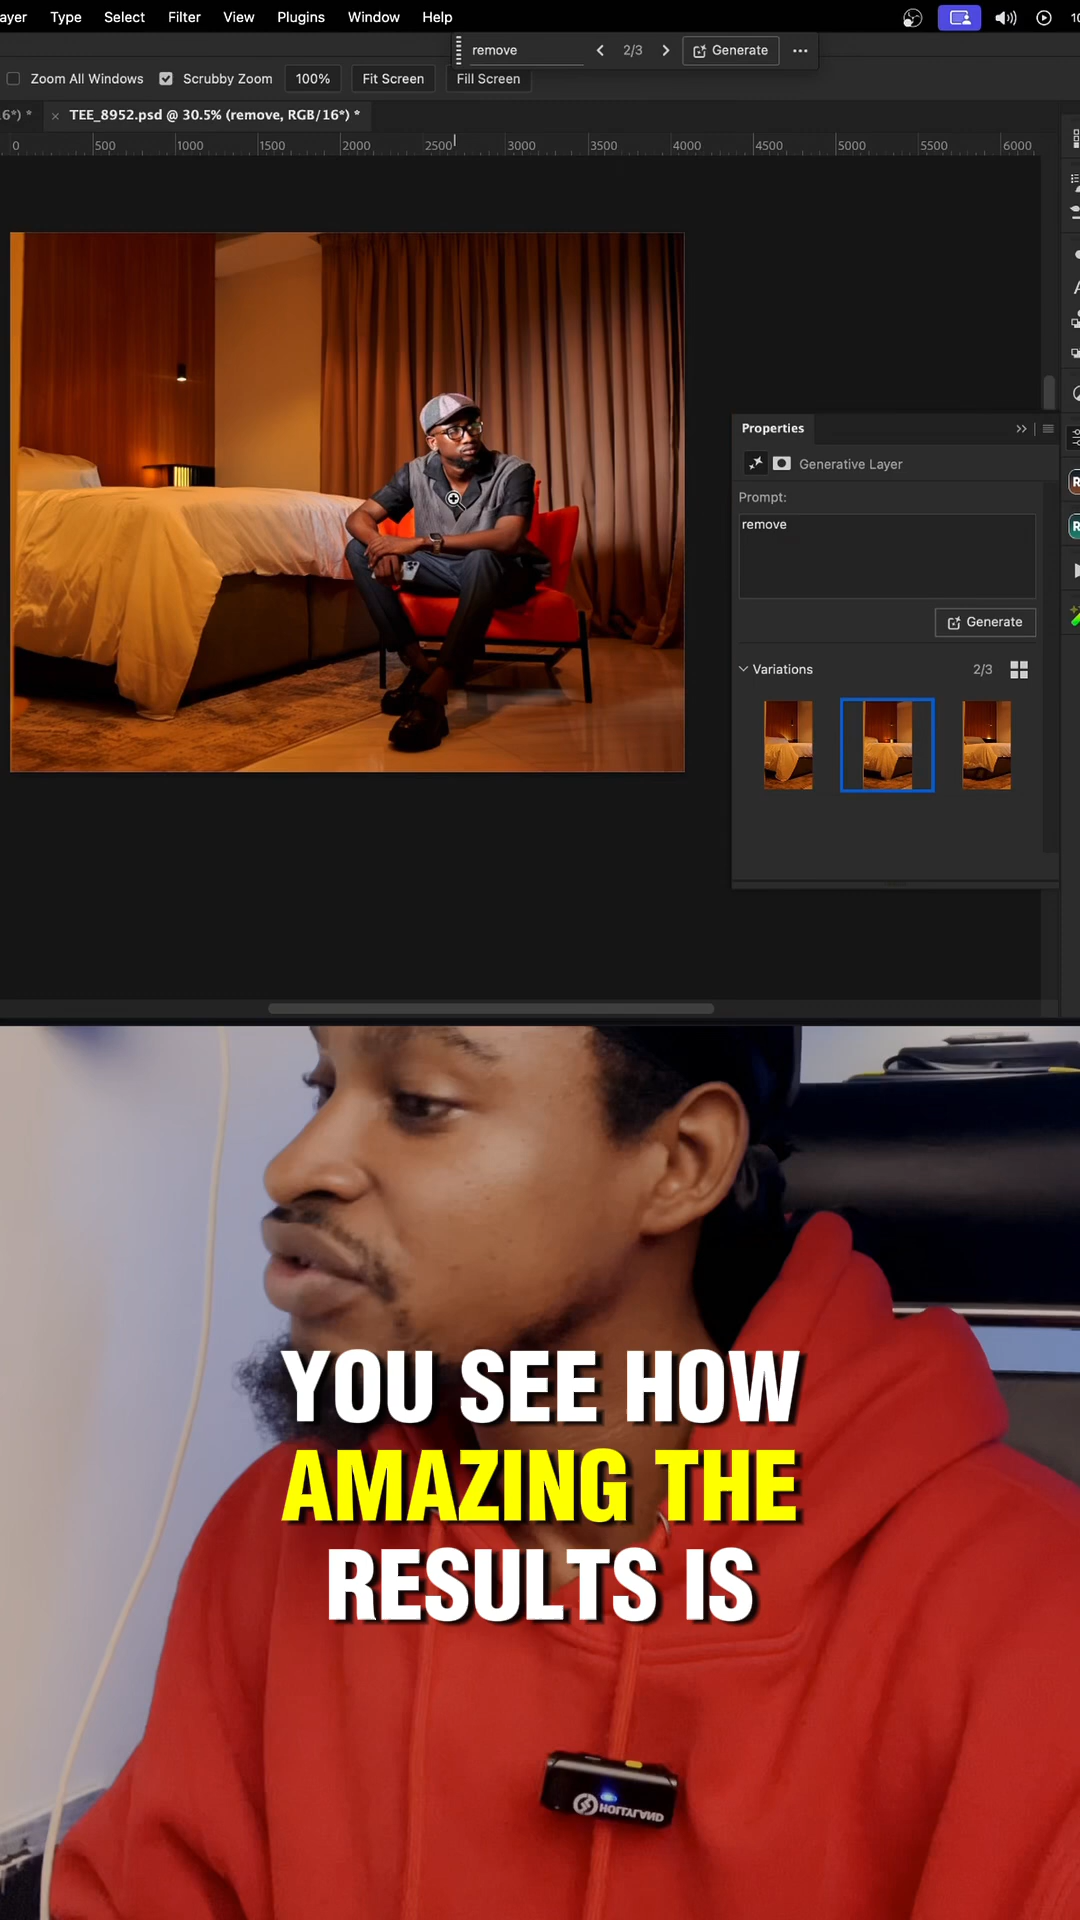 ayer Type Select Filter View Plugins Window Help 10
remove 2/3 Generate
Zoom All Windows Scrubby Zoom 100% Fit Screen Fill Screen
6*) * × TEE_8952.psd @ 30.5% (remove, RGB/16*) *
0 500 1000 1500 2000 2500 3000 3500 4000 4500 5000 5500 6000
Properties
Generative Layer
Prompt:
remove
Generate
Variations 2/3
YOU SEE HOW
AMAZING THE
RESULTS IS
HOLLYLAND